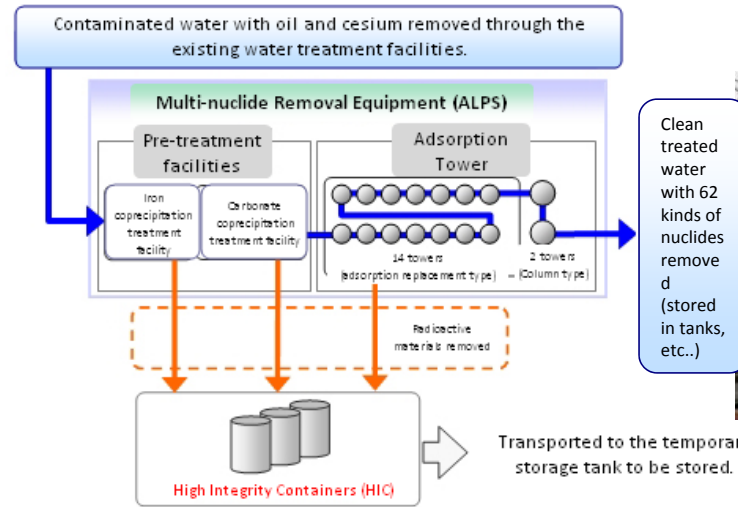 Contaminated water with oil and cesium removed through the
existing water treatment facilities.
Multi-nuclide Removal Equipment (ALPS)
Pre-treatment
facilities
Adsorption
Tower
Iron
coprecipitation
treatment
facility
Carbonate
coprecipitation
treatment facility
14 towers
(adsorption replacement type)
2 towers
(Column type)
Clean
treated
water
with 62
kinds of
nuclides
remove
d
(stored
in tanks,
etc..)
Radioactive
materials removed
High Integrity Containers (HIC)
Transported to the temporar
storage tank to be stored.